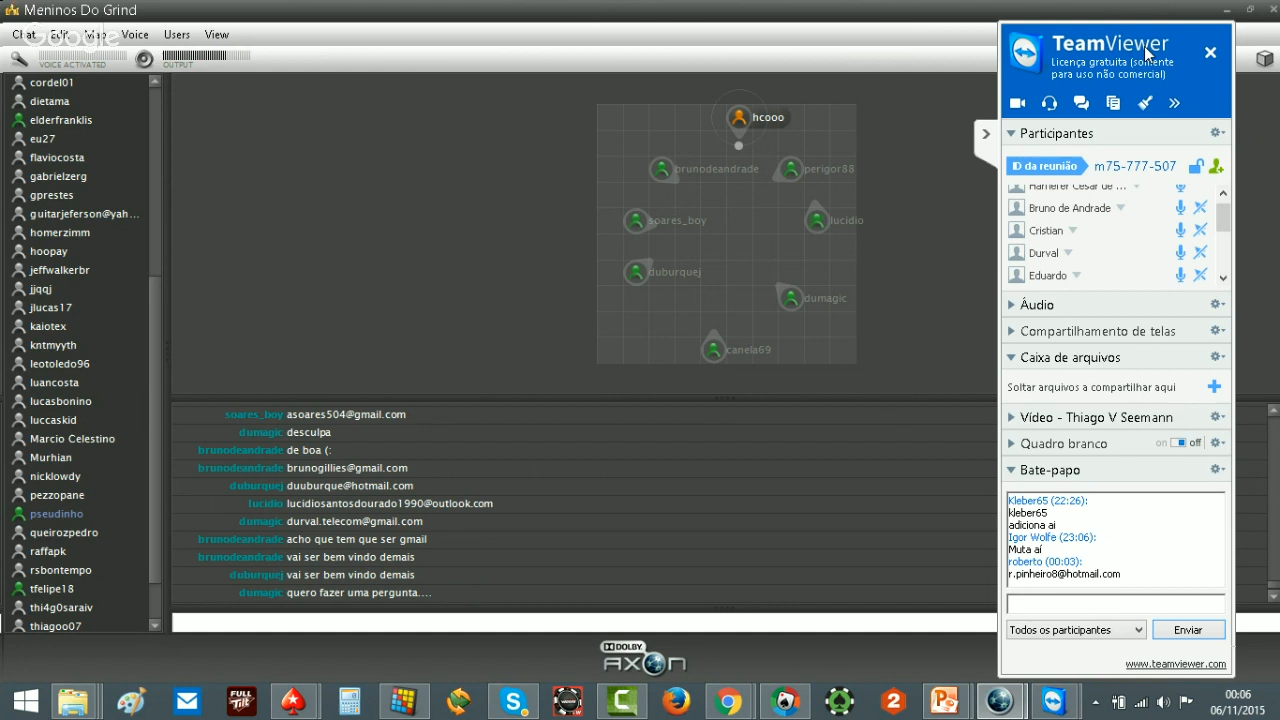 Meninos Do Grind
Chat Edit Map Voice Users View
Google
VOICE ACTIVATED OUTPUT
cordel01
dietama
elderfranklis
eu27
flaviocosta
gabrielzerg
gprestes
guitarjeferson@yah...
homerzimm
hoopay
jeffwalkerbr
jjqqj
jlucas17
kaiotex
kntmyyth
leotoledo96
luancosta
lucasbonino
luccaskid
Marcio Celestino
Murhian
nicklowdy
pezzopane
pseudinho
queirozpedro
raffapk
rsbontempo
tfelipe18
thi4g0saraiv
thiagoo07
hcooo
brunodeandrade
perigor88
soares_boy
lucidio
duburquej
dumagic
canela69
soares_boy asoares504@gmail.com
dumagic desculpa
brunodeandrade de boa (:
brunodeandrade brunogillies@gmail.com
duburquej duuburque@hotmail.com
lucidio lucidiosantosdourado1990@outlook.com
dumagic durval.telecom@gmail.com
brunodeandrade acho que tem que ser gmail
brunodeandrade vai ser bem vindo demais
duburquej vai ser bem vindo demais
dumagic quero fazer uma pergunta....
DOLBY
AXON
TeamViewer
Licença gratuita (somente
para uso não comercial)
Participantes
ID da reunião m75-777-507
Hamerer Cesar de ...
Bruno de Andrade
Cristian
Durval
Eduardo
Áudio
Compartilhamento de telas
Caixa de arquivos
Soltar arquivos a compartilhar aqui
Vídeo - Thiago V Seemann
Quadro branco on off
Bate-papo
Kleber65 (22:26):
kleber65
adiciona ai
Igor Wolfe (23:06):
Muta aí
roberto (00:03):
r.pinheiro8@hotmail.com
Todos os participantes Enviar
www.teamviewer.com
FULL
TILT
00:06
06/11/2015